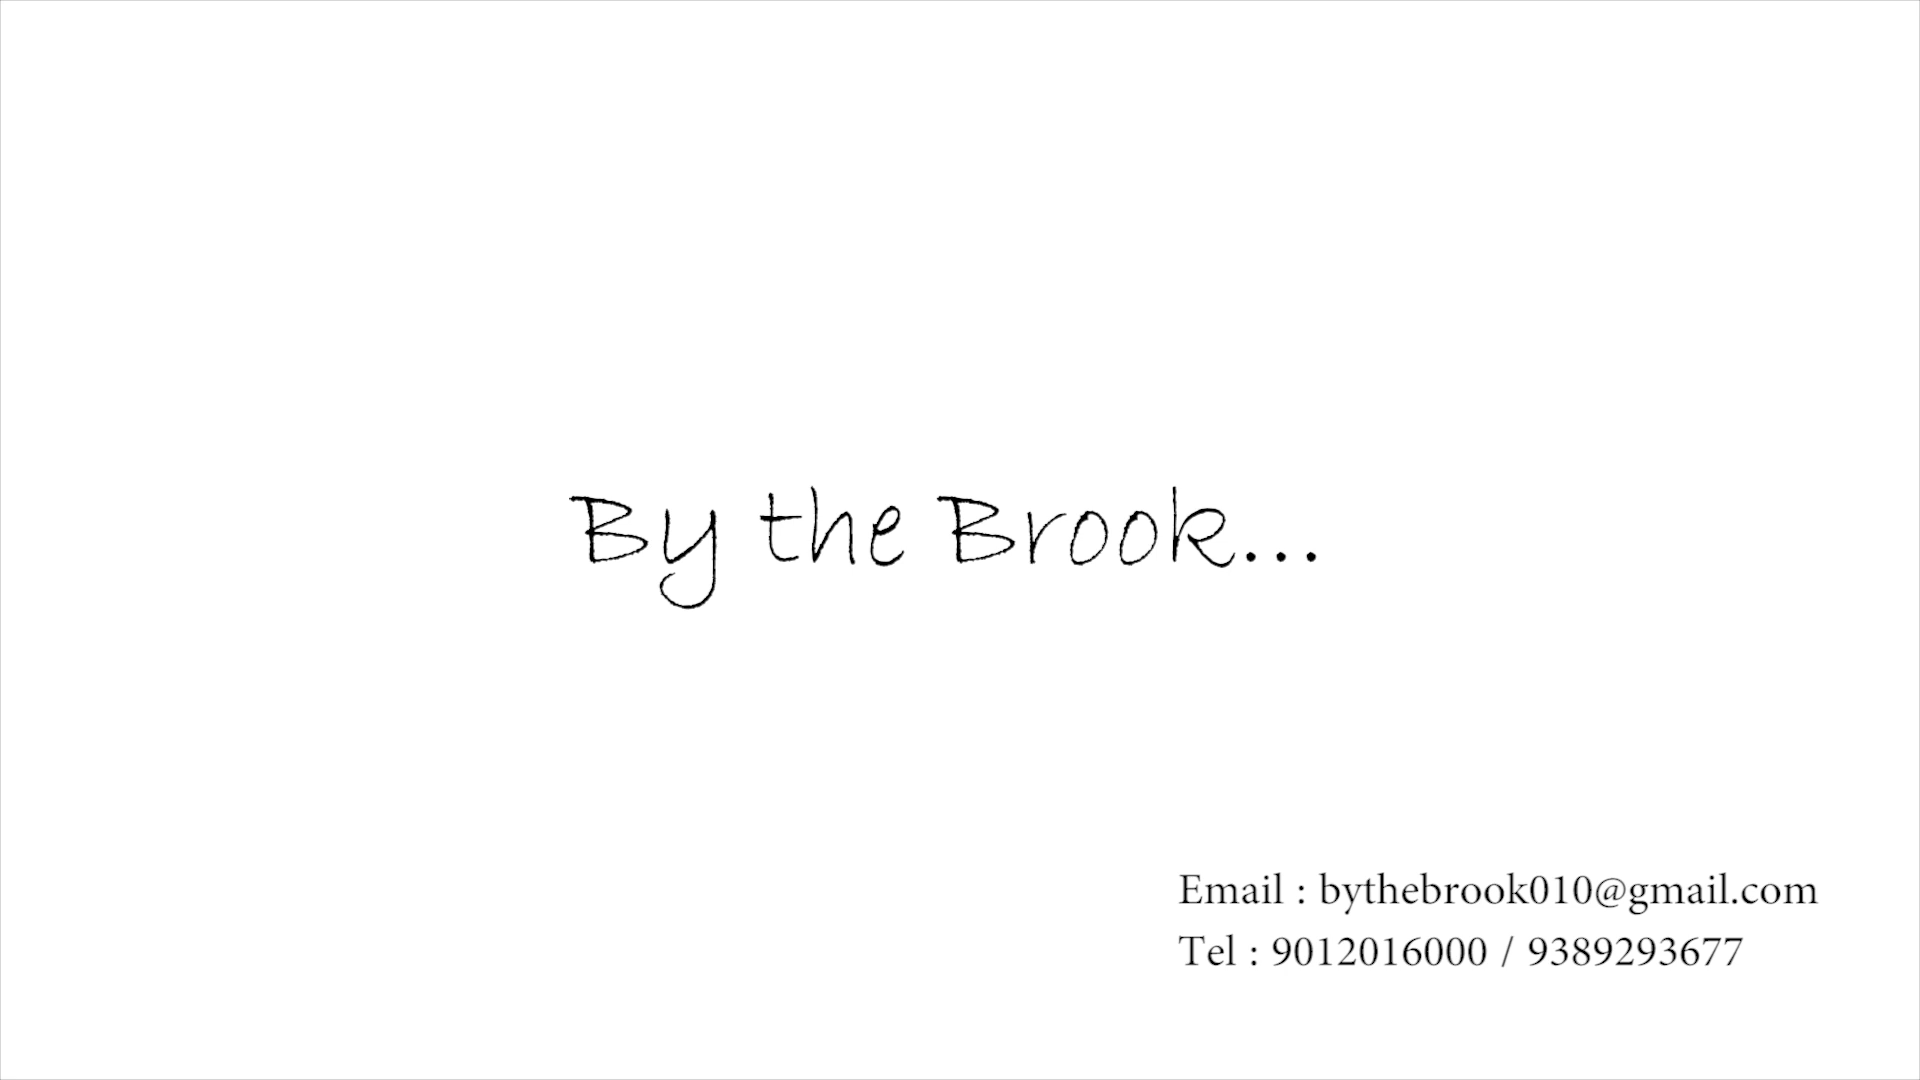 By the Brook...
Email : bythebrook010@gmail.com
Tel : 9012016000 / 9389293677